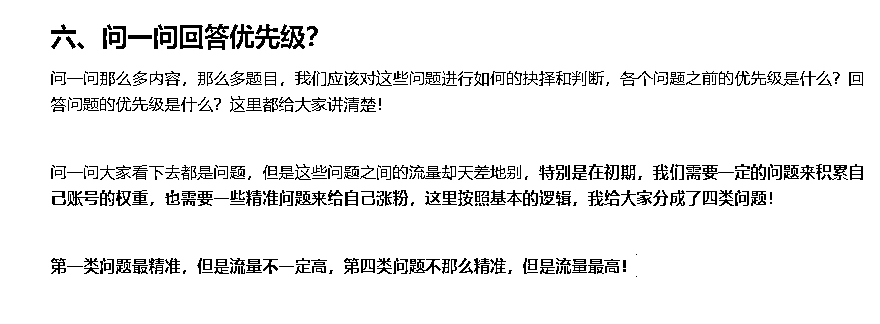 六、问一问回答优先级？
问一问那么多内容，那么多题目，我们应该对这些问题进行如何的抉择和判断，各个问题之前的优先级是什么？回
答问题的优先级是什么？这里都给大家讲清楚！
问一问大家看下去都是问题，但是这些问题之间的流量却天差地别，特别是在初期，我们需要一定的问题来积累自
己账号的权重，也需要一些精准问题来给自己涨粉，这里按照基本的逻辑，我给大家分成了四类问题！
第一类问题最精准，但是流量不一定高，第四类问题不那么精准，但是流量最高！